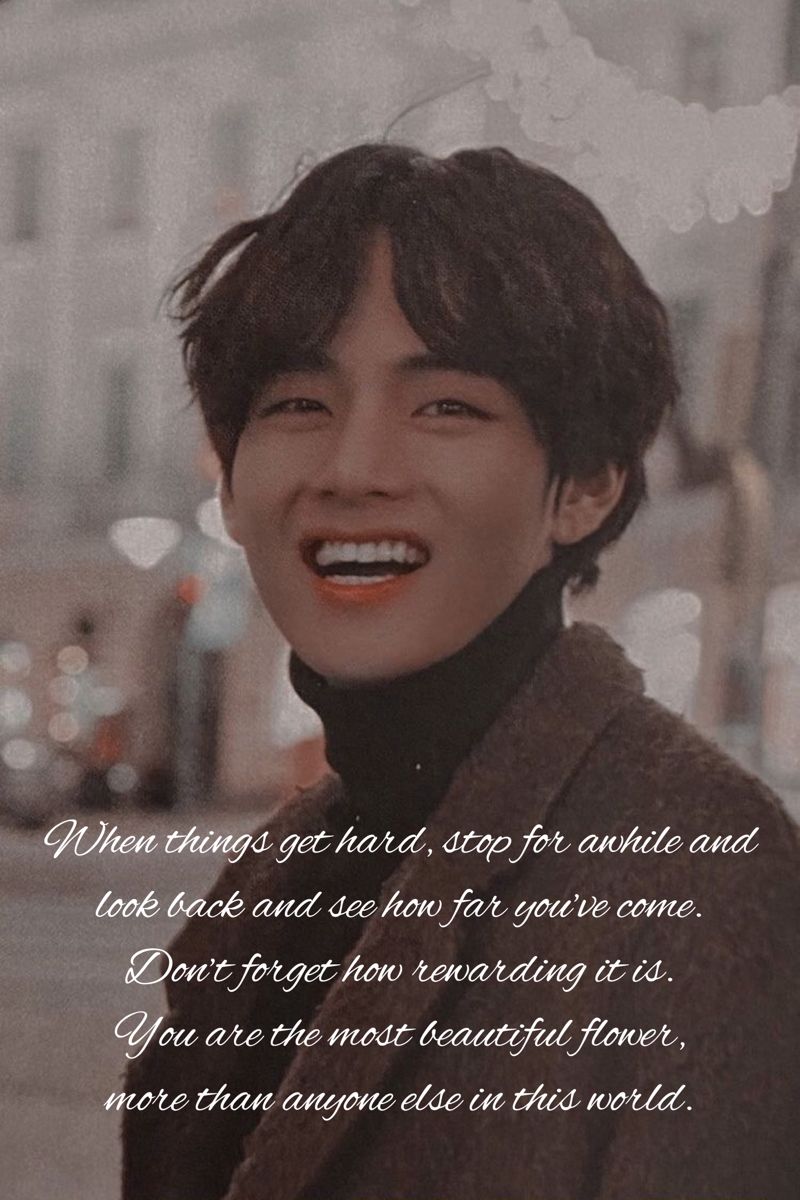 When things get hard, stop for awhile and
look back and see how far you've come.
Don't forget how rewarding it is.
You are the most beautiful flower,
more than anyone else in this world.